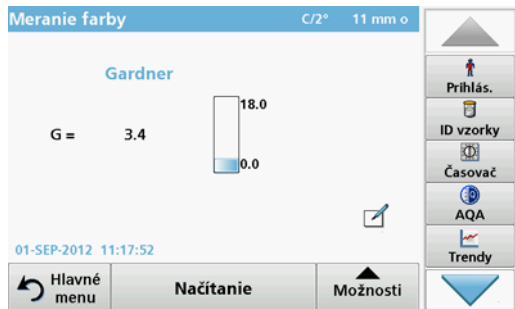 Meranie farby C/2° 11 mm o
Gardner
18.0
G = 3.4
0.0
01-SEP-2012 11:17:52
Hlavné menu
Načítanie
Možnosti
Prihlás.
ID vzorky
Časovač
AQA
Trendy